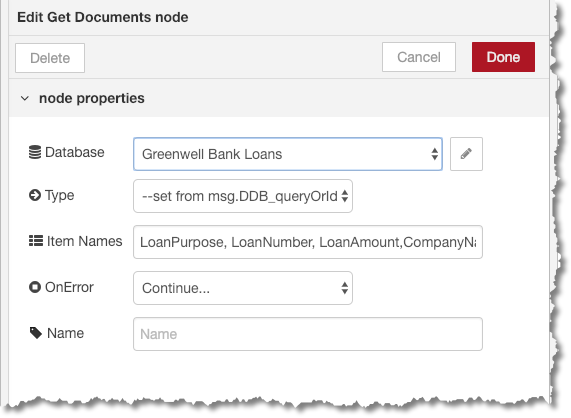 Edit Get Documents node
Delete Cancel Done
node properties
Database Greenwell Bank Loans
Type --set from msg.DDB_queryOrId
Item Names LoanPurpose, LoanNumber, LoanAmount,CompanyNa
OnError Continue...
Name Name